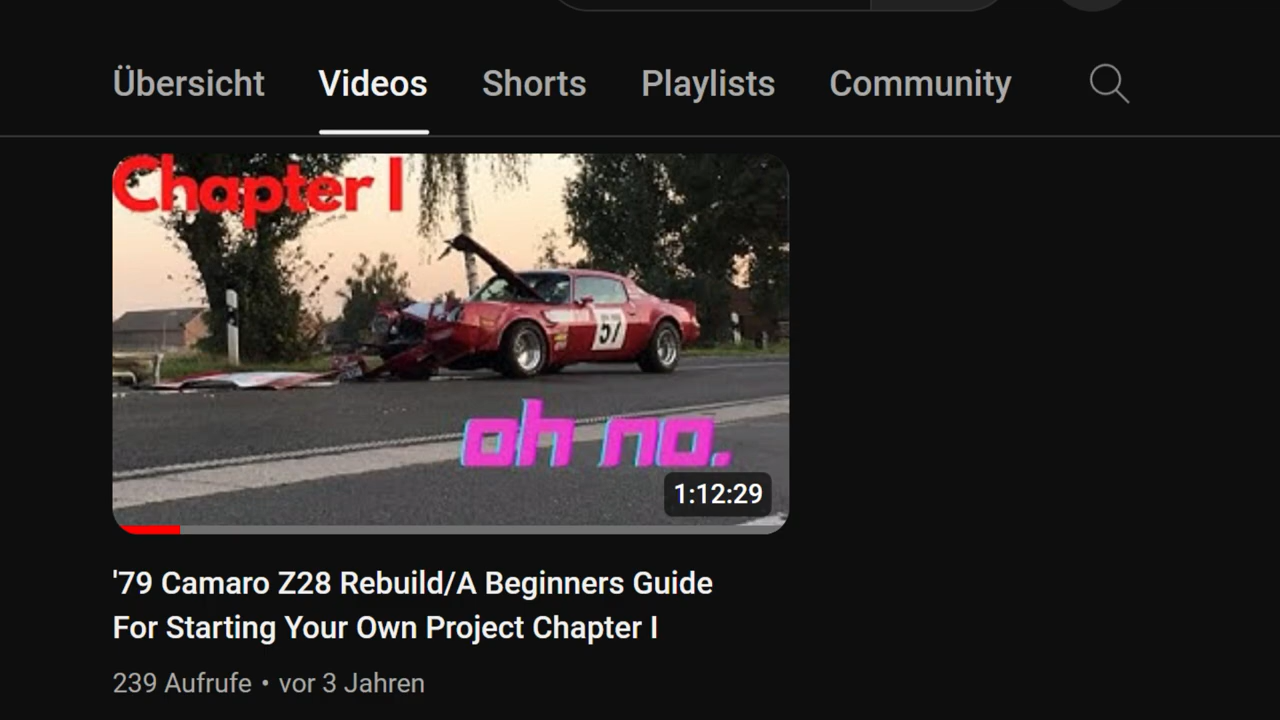 Übersicht Videos Shorts Playlists Community
Chapter I
57
oh no.
1:12:29
'79 Camaro Z28 Rebuild/A Beginners Guide
For Starting Your Own Project Chapter I
239 Aufrufe • vor 3 Jahren